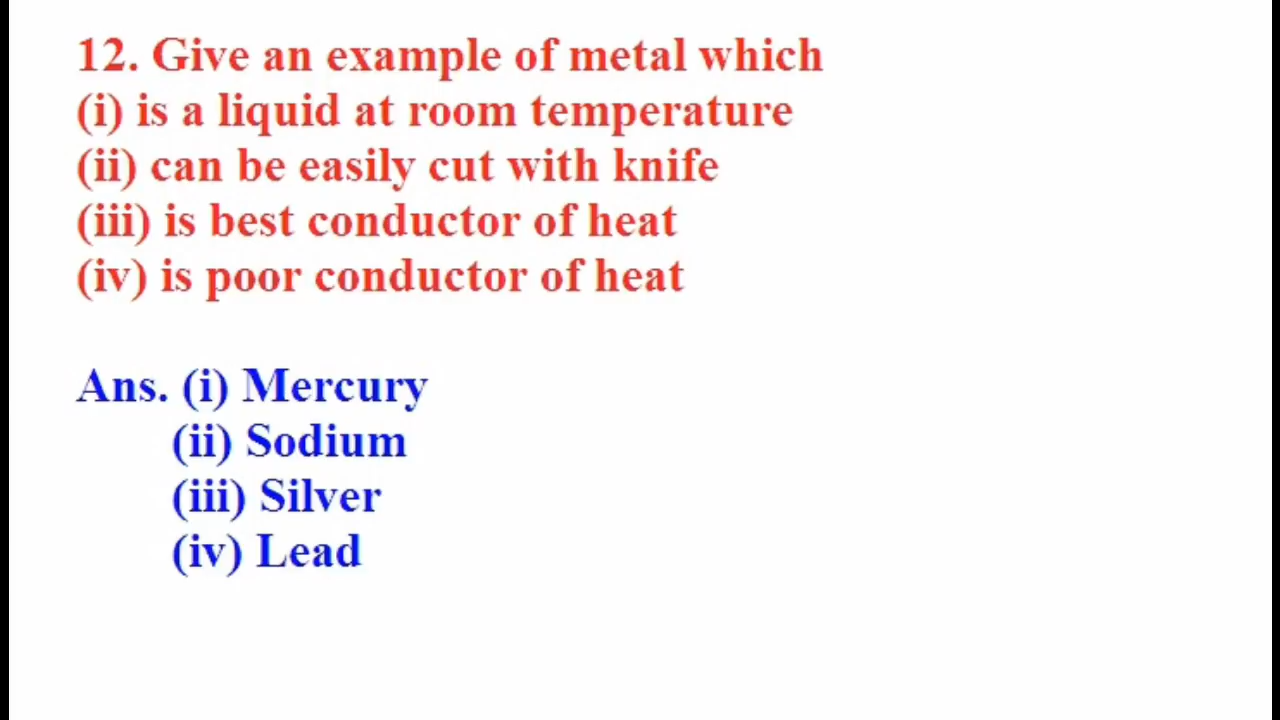 12. Give an example of metal which
(i) is a liquid at room temperature
(ii) can be easily cut with knife
(iii) is best conductor of heat
(iv) is poor conductor of heat
Ans. (i) Mercury
(ii) Sodium
(iii) Silver
(iv) Lead